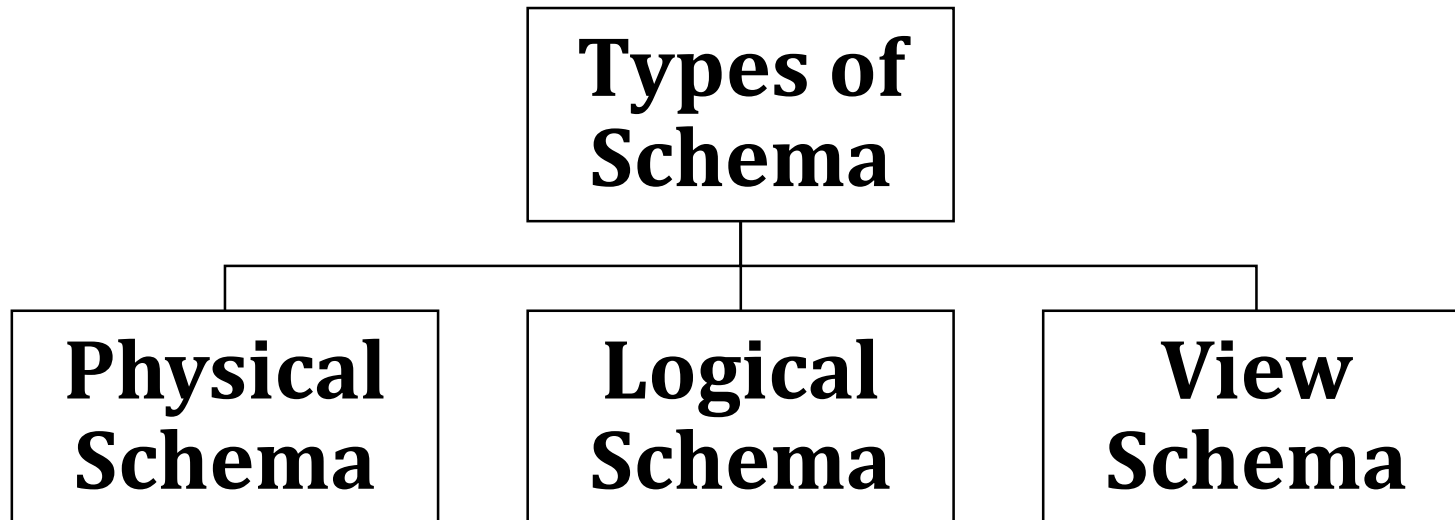 Types of
Schema
Physical
Schema
Logical
Schema
View
Schema